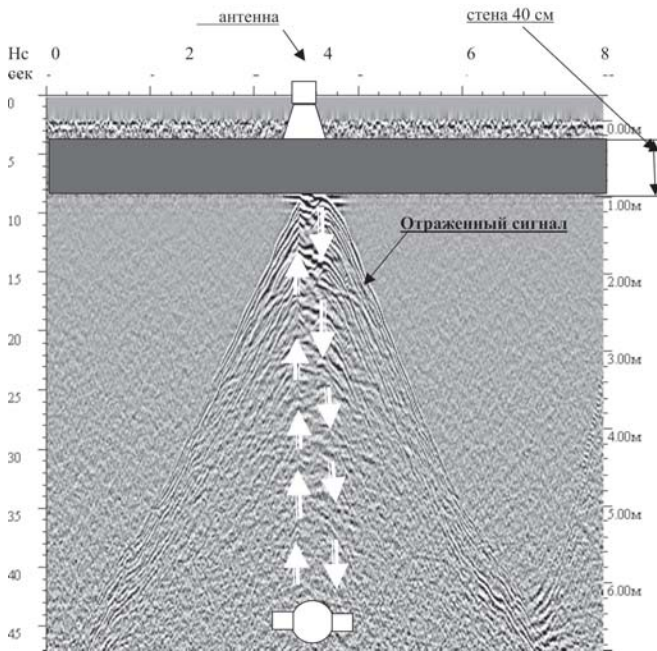 антенна
стена 40 см
Нс
сек
0 2 4 6 8
0
5
10
15
20
25
30
35
40
45
0.00м
1.00м
2.00м
3.00м
4.00м
5.00м
6.00м
Отраженный сигнал